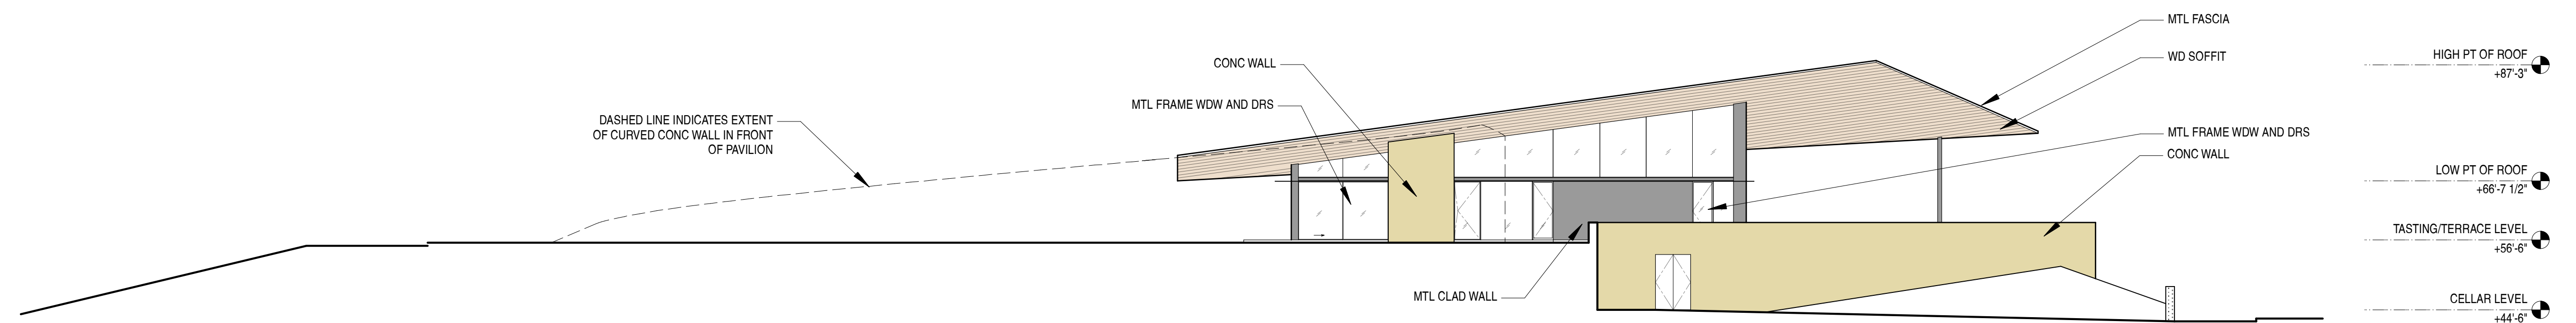 DASHED LINE INDICATES EXTENT
OF CURVED CONC WALL IN FRONT
OF PAVILION
CONC WALL
MTL FRAME WDW AND DRS
MTL CLAD WALL
MTL FASCIA
WD SOFFIT
MTL FRAME WDW AND DRS
CONC WALL
HIGH PT OF ROOF
+87'-3"
LOW PT OF ROOF
+66'-7 1/2"
TASTING/TERRACE LEVEL
+56'-6"
CELLAR LEVEL
+44'-6"